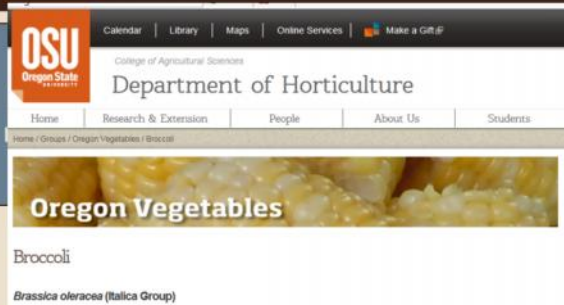 OSU
Oregon State
UNIVERSITY
Calendar | Library | Maps | Online Services | Make a Gift
College of Agricultural Sciences
Department of Horticulture
Home | Research & Extension | People | About Us | Students
Home / Groups / Oregon Vegetables / Broccoli
Oregon Vegetables
Broccoli
Brassica oleracea (Italica Group)